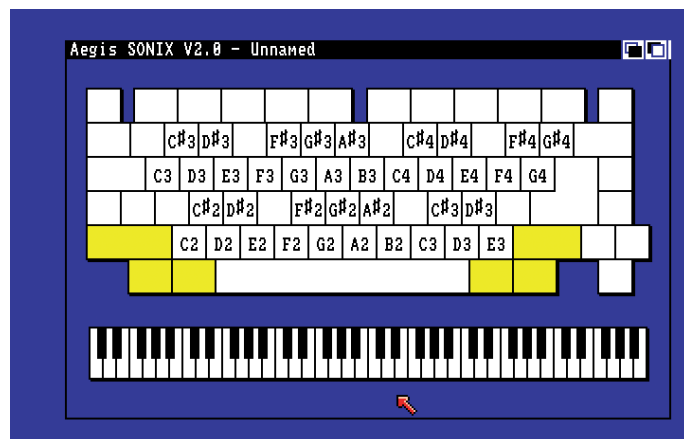 Aegis SONIX V2.0 - Unnamed
C♯3 D♯3 F♯3 G♯3 A♯3 C♯4 D♯4 F♯4 G♯4
C3 D3 E3 F3 G3 A3 B3 C4 D4 E4 F4 G4
C♯2 D♯2 F♯2 G♯2 A♯2 C♯3 D♯3
C2 D2 E2 F2 G2 A2 B2 C3 D3 E3